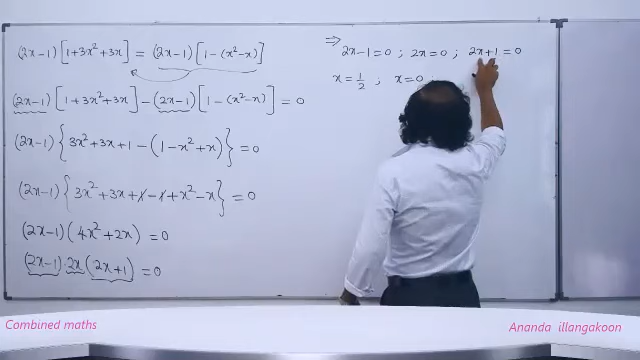 (2x-1)[1+3x²+3x] = (2x-1)[1-(x²-x)]
(2x-1)[1+3x²+3x] - (2x-1)[1-(x²-x)] = 0
(2x-1){3x²+3x+1-(1-x²+x)} = 0
(2x-1){3x²+3x+1-1+x²-x} = 0
(2x-1)(4x²+2x) = 0
(2x-1) 2x (2x+1) = 0
⇒ 2x-1=0 ; 2x=0 ; 2x+1=0
x = 1/2 ; x=0 ;
Combined maths
Ananda illangakoon